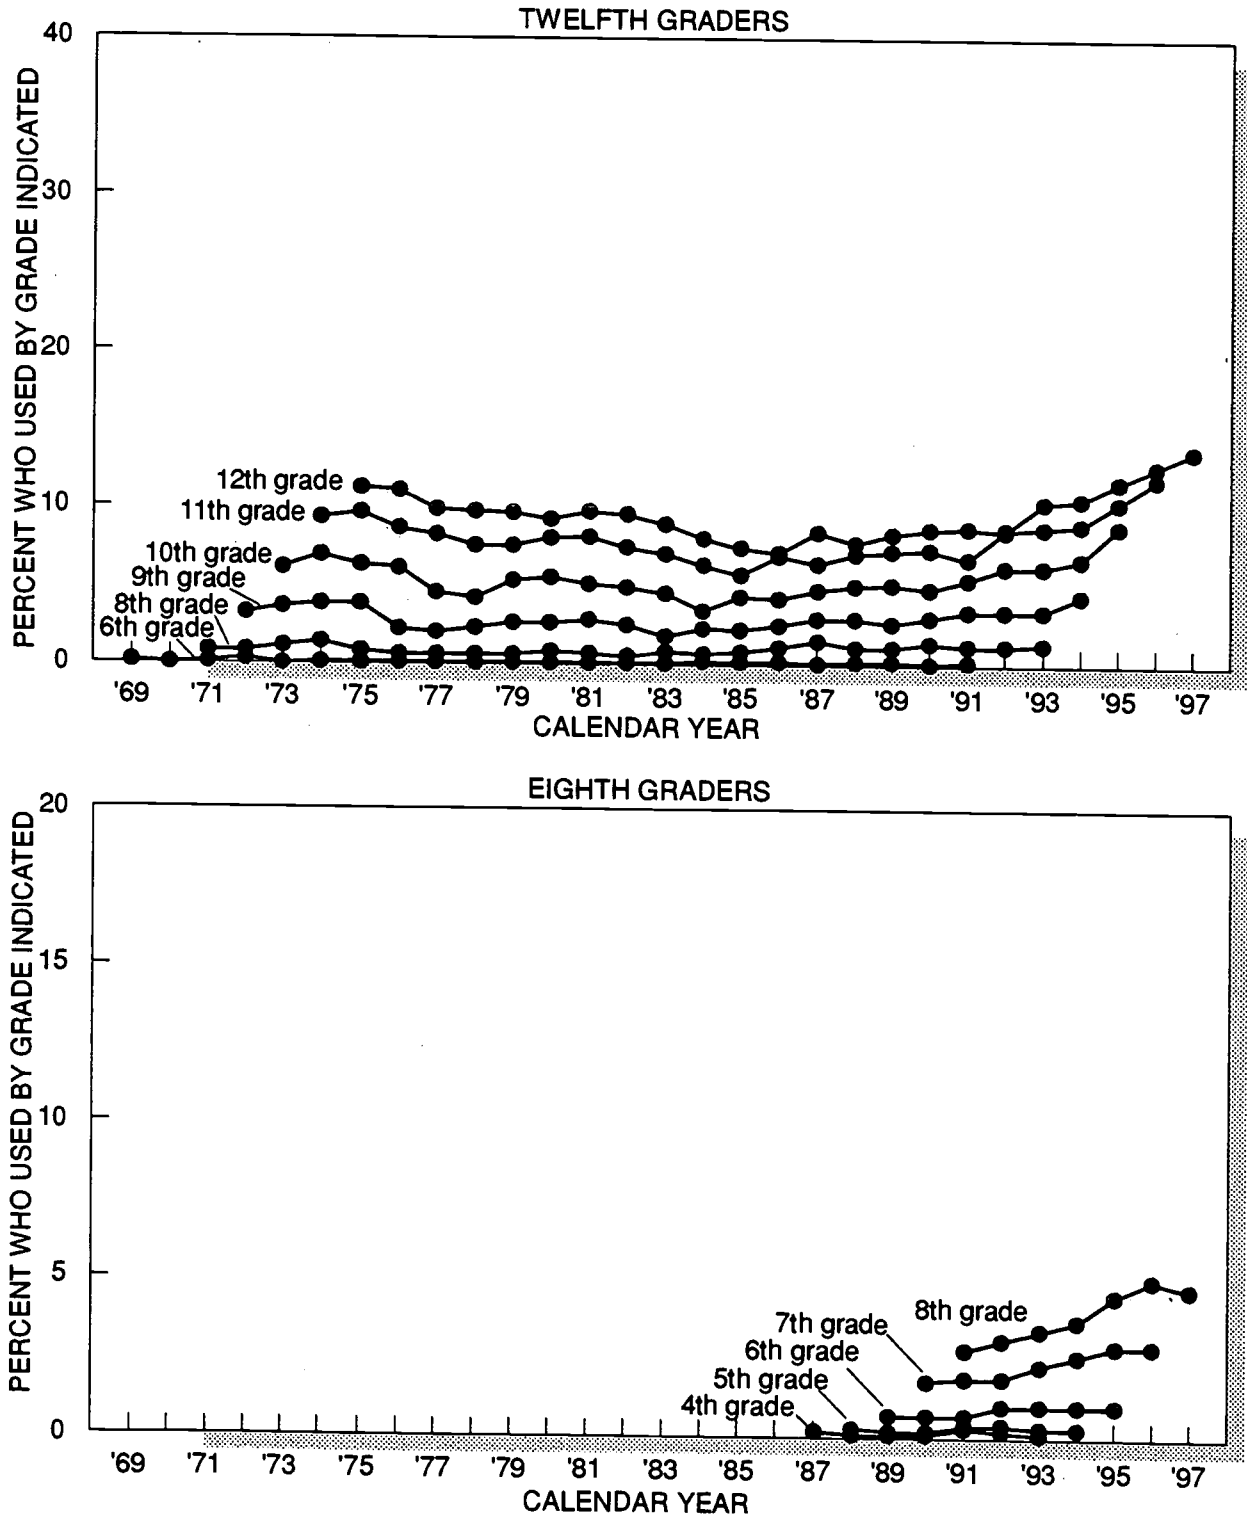 TWELFTH GRADERS
PERCENT WHO USED BY GRADE INDICATED
40
30
20
10
0
12th grade
11th grade
10th grade
9th grade
8th grade
6th grade
'69 '71 '73 '75 '77 '79 '81 '83 '85 '87 '89 '91 '93 '95 '97
CALENDAR YEAR
EIGHTH GRADERS
PERCENT WHO USED BY GRADE INDICATED
20
15
10
5
0
8th grade
7th grade
6th grade
5th grade
4th grade
'69 '71 '73 '75 '77 '79 '81 '83 '85 '87 '89 '91 '93 '95 '97
CALENDAR YEAR